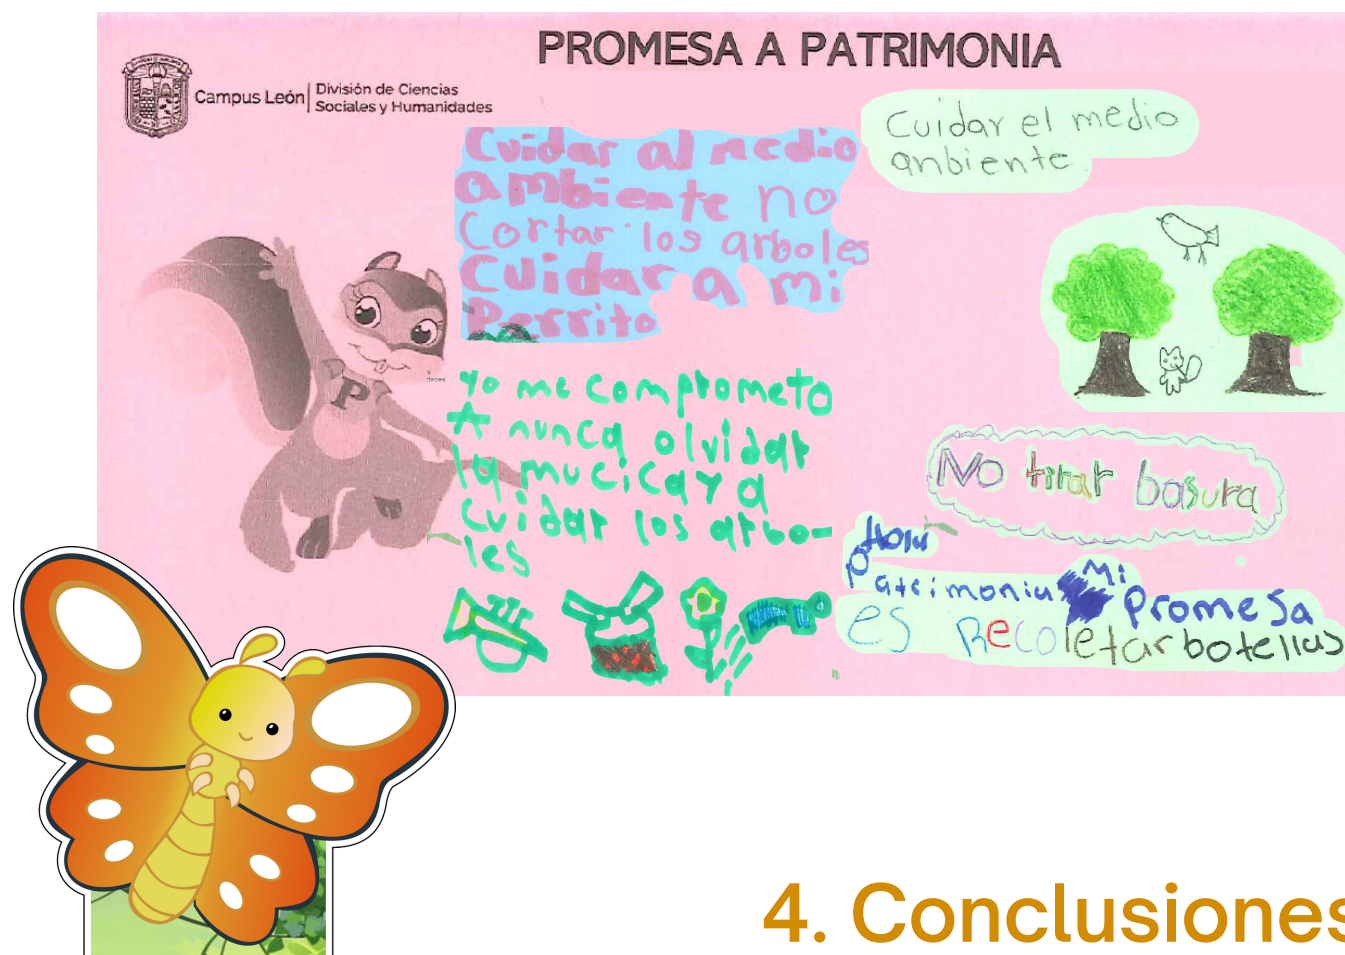 PROMESA A PATRIMONIA
Campus León
División de Ciencias
Sociales y Humanidades
Cuidar al medio
ambiente no
Cortar los arboles
Cuidar a mi
Perrito
Cuidar el medio
anbiente
P
yo me comprometo
A nunca olvidar
la mucica y a
cuidar los arbo-
les
NO tirar basura
Hola
Patrimonia Mi
Promesa
es Recoletar botellas
4. Conclusiones